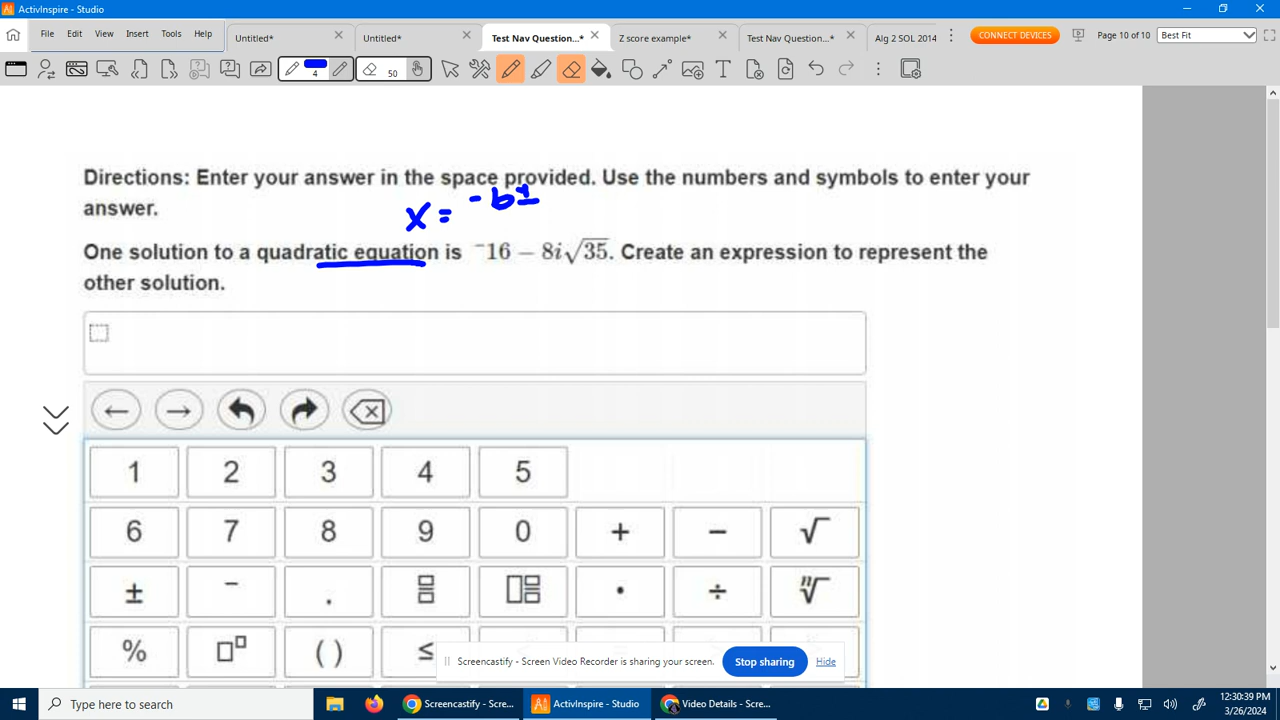 ActivInspire - Studio
File Edit View Insert Tools Help
Untitled*
Untitled*
Test Nav Question...*
Z score example*
Test Nav Question...*
Alg 2 SOL 2014
CONNECT DEVICES
Page 10 of 10
Best Fit
4
50
Directions: Enter your answer in the space provided. Use the numbers and symbols to enter your
answer.
x = -b±
One solution to a quadratic equation is ⁻16 − 8i√35. Create an expression to represent the
other solution.
← →
1 2 3 4 5
6 7 8 9 0 + − √
± − . • ÷ ⁿ√
% ( ) ≤
Screencastify - Screen Video Recorder is sharing your screen.
Stop sharing
Hide
Type here to search
Screencastify - Scre...
ActivInspire - Studio
Video Details - Scre...
12:30:39 PM
3/26/2024